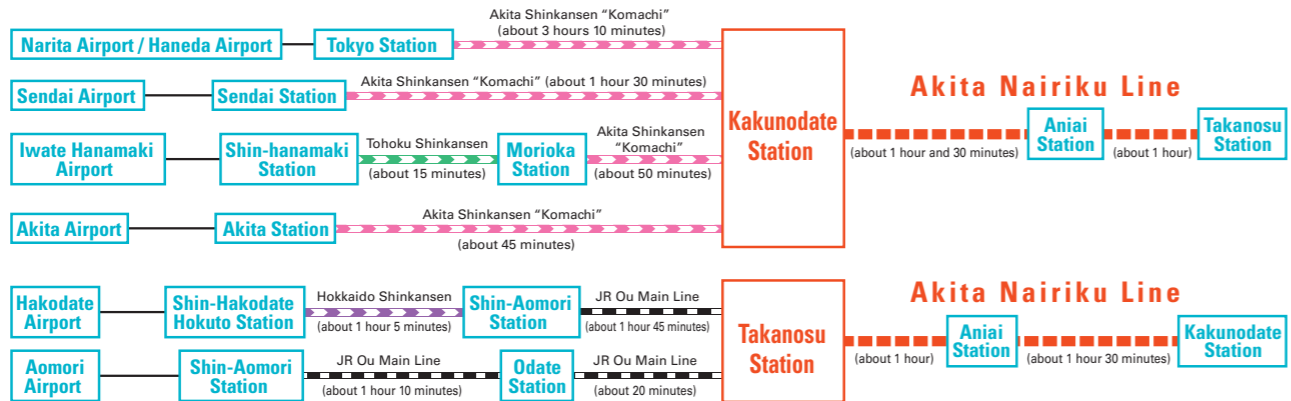 Akita Shinkansen “Komachi”
(about 3 hours 10 minutes)
Narita Airport / Haneda Airport
Tokyo Station
Akita Shinkansen “Komachi” (about 1 hour 30 minutes)
Sendai Airport
Sendai Station
Iwate Hanamaki
Airport
Shin-hanamaki
Station
Tohoku Shinkansen
(about 15 minutes)
Morioka
Station
Akita Shinkansen
“Komachi”
(about 50 minutes)
Akita Airport
Akita Station
Akita Shinkansen “Komachi”
(about 45 minutes)
Kakunodate
Station
Akita Nairiku Line
(about 1 hour and 30 minutes)
Aniai
Station
(about 1 hour)
Takanosu
Station
Hakodate
Airport
Shin-Hakodate
Hokuto Station
Hokkaido Shinkansen
(about 1 hour 5 minutes)
Shin-Aomori
Station
JR Ou Main Line
(about 1 hour 45 minutes)
Aomori
Airport
Shin-Aomori
Station
JR Ou Main Line
(about 1 hour 10 minutes)
Odate
Station
JR Ou Main Line
(about 20 minutes)
Takanosu
Station
Akita Nairiku Line
(about 1 hour)
Aniai
Station
(about 1 hour 30 minutes)
Kakunodate
Station